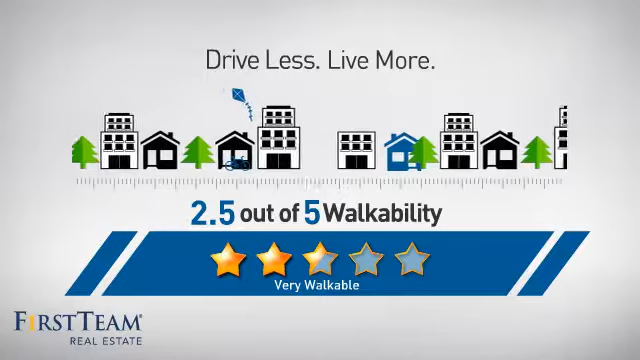 Drive Less. Live More.
2.5 out of 5 Walkability
Very Walkable
FIRSTTEAM®
REAL ESTATE